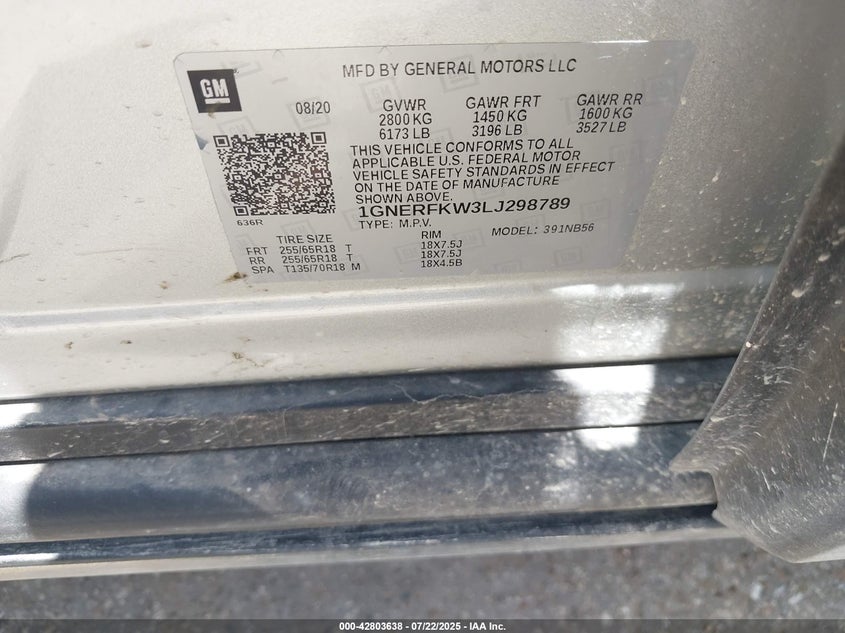 GM
MFD BY GENERAL MOTORS LLC
08/20 GVWR GAWR FRT GAWR RR
2800 KG 1450 KG 1600 KG
6173 LB 3196 LB 3527 LB
THIS VEHICLE CONFORMS TO ALL
APPLICABLE U.S. FEDERAL MOTOR
VEHICLE SAFETY STANDARDS IN EFFECT
ON THE DATE OF MANUFACTURE
SHOWN ABOVE.
636R
1GNERFKW3LJ298789
TYPE: M.P.V. MODEL: 391NB56
TIRE SIZE RIM
FRT 255/65R18 T 18X7.5J
RR 255/65R18 T 18X7.5J
SPA T135/70R18 M 18X4.5B
000-42803638 - 07/22/2025 - IAA Inc.